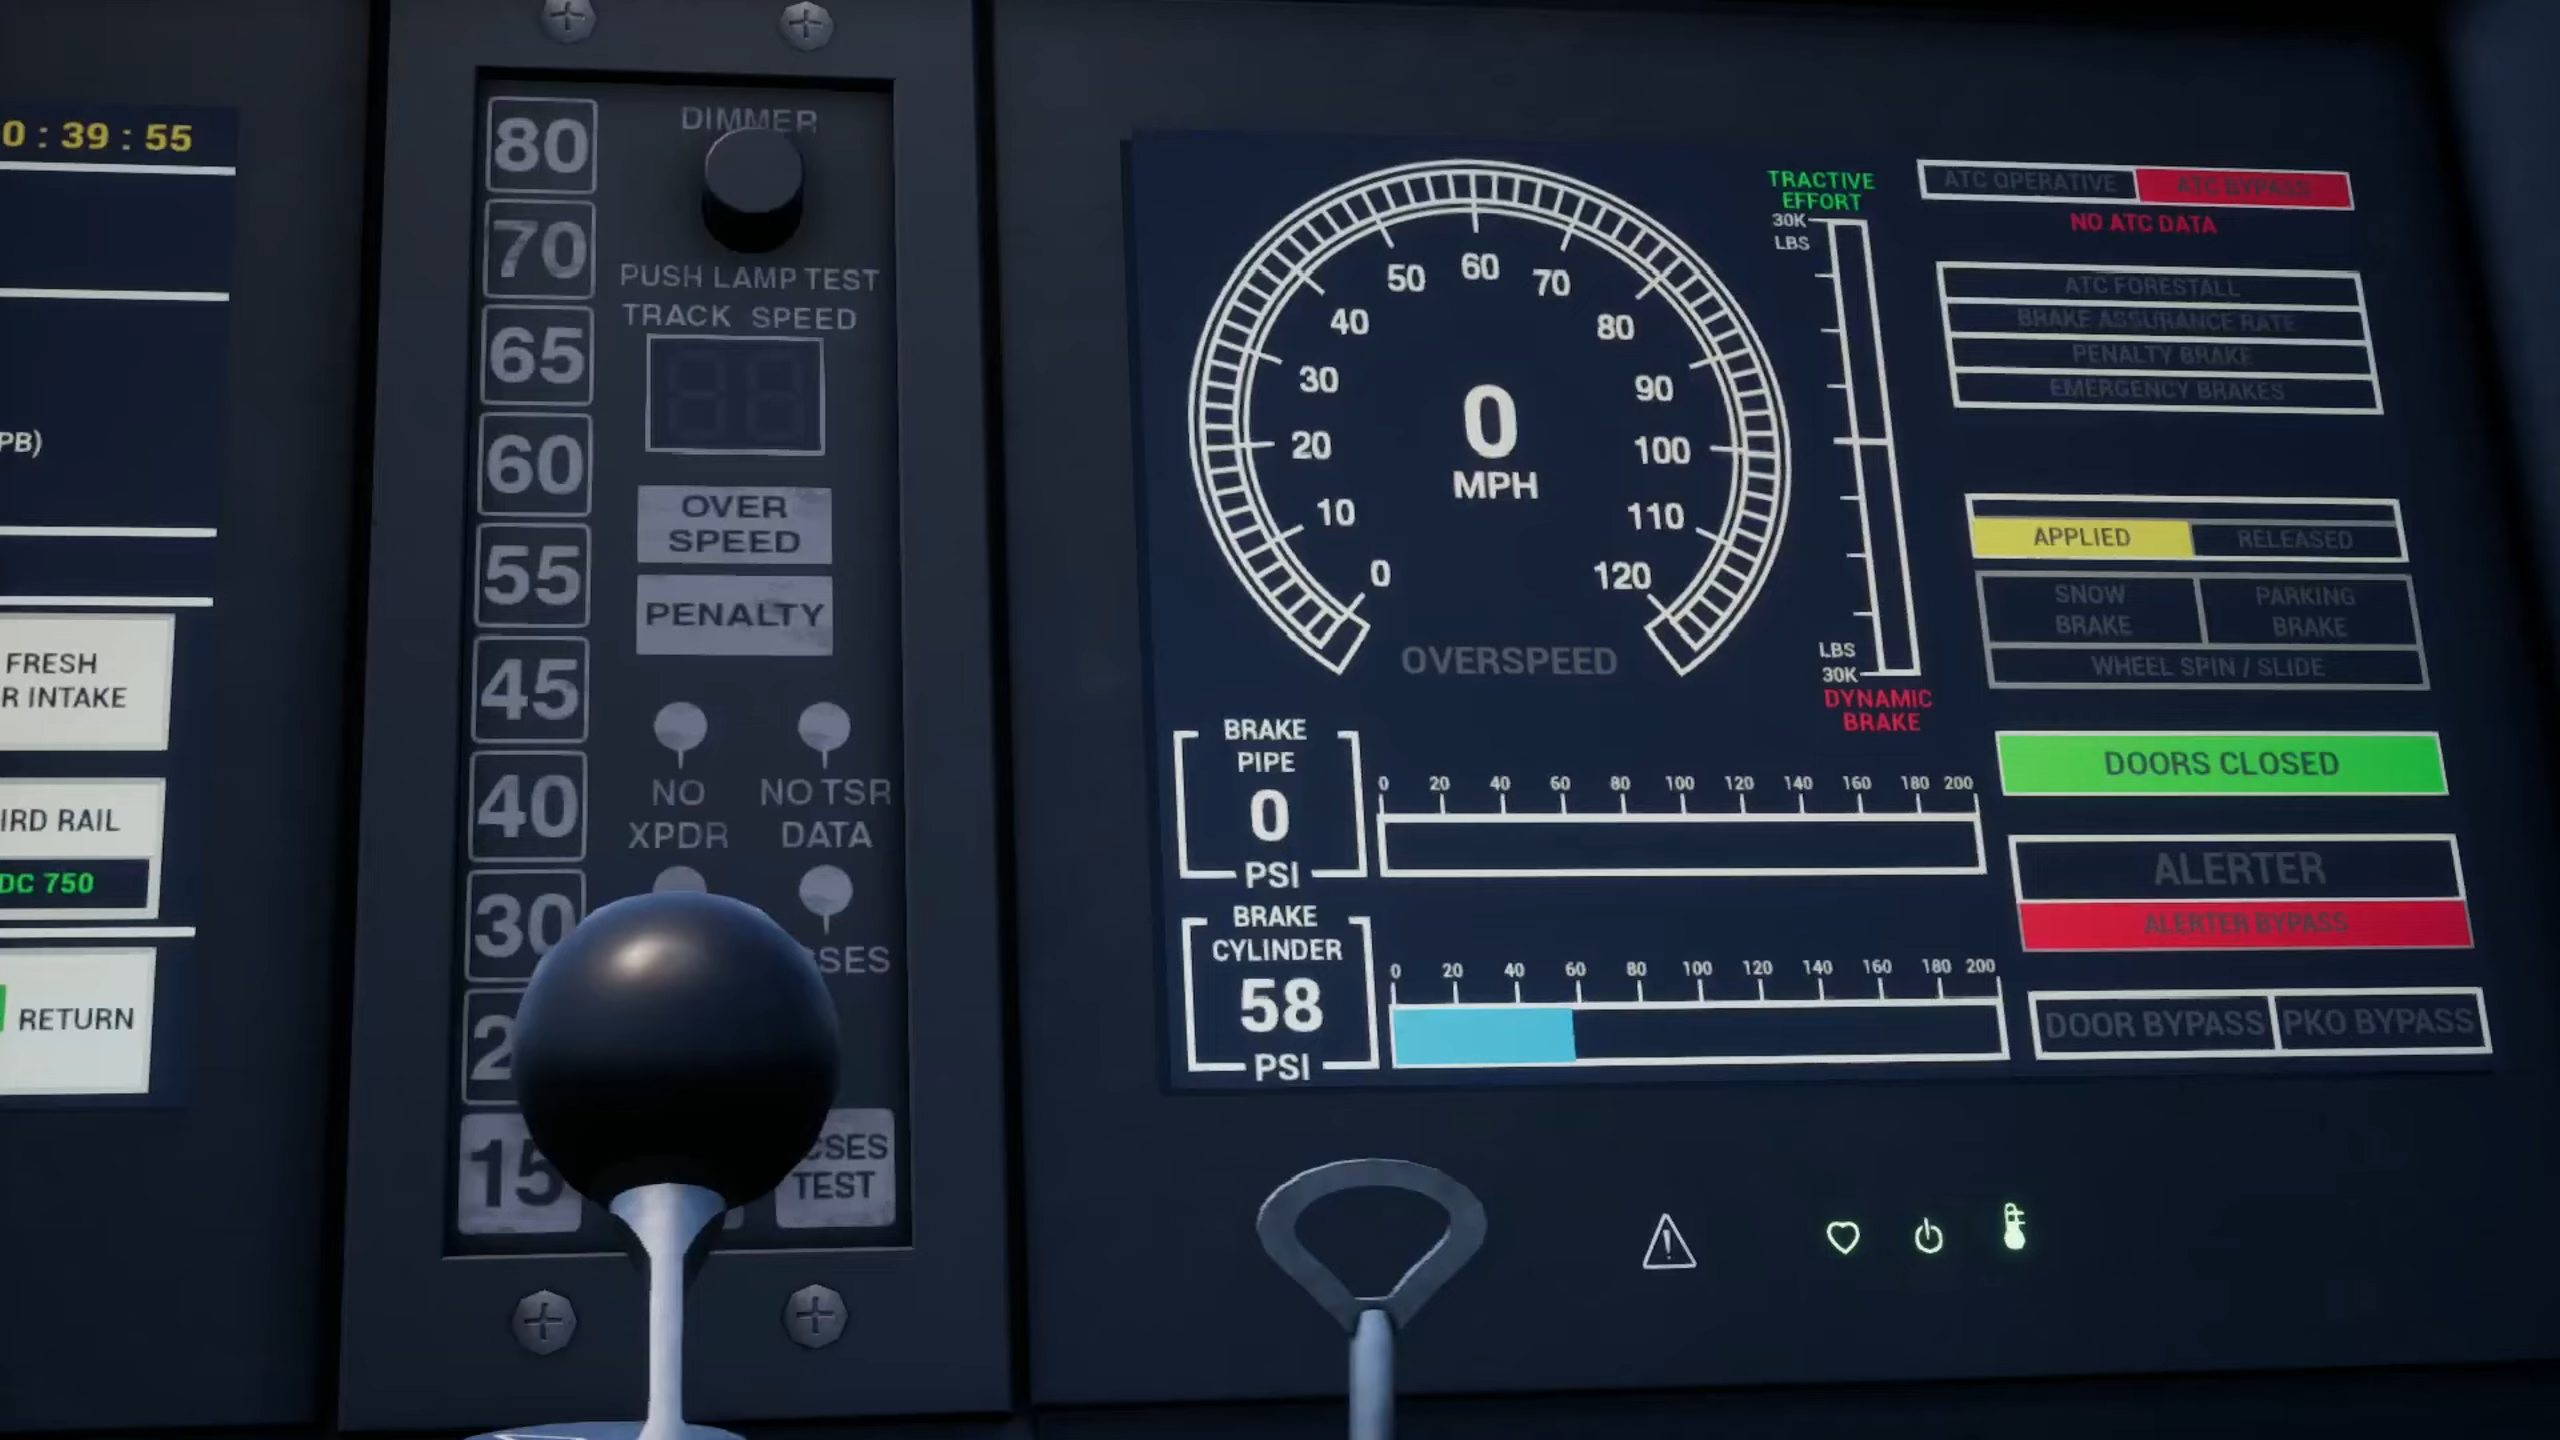 0 : 39 : 55
PB)
FRESH
R INTAKE
IRD RAIL
DC 750
RETURN
80
70
65
60
55
45
40
30
2
15
DIMMER
PUSH LAMP TEST
TRACK SPEED
OVER
SPEED
PENALTY
NO
XPDR
NO TSR
DATA
SES
CSES
TEST
0
10
20
30
40
50
60
70
80
90
100
110
120
0
MPH
OVERSPEED
TRACTIVE
EFFORT
30K
LBS
LBS
30K
DYNAMIC
BRAKE
BRAKE
PIPE
0
PSI
0 20 40 60 80 100 120 140 160 180 200
BRAKE
CYLINDER
58
PSI
0 20 40 60 80 100 120 140 160 180 200
ATC OPERATIVE ATC BYPASS
NO ATC DATA
ATC FORESTALL
BRAKE ASSURANCE RATE
PENALTY BRAKE
EMERGENCY BRAKES
APPLIED RELEASED
SNOW
BRAKE
PARKING
BRAKE
WHEEL SPIN / SLIDE
DOORS CLOSED
ALERTER
ALERTER BYPASS
DOOR BYPASS PKO BYPASS